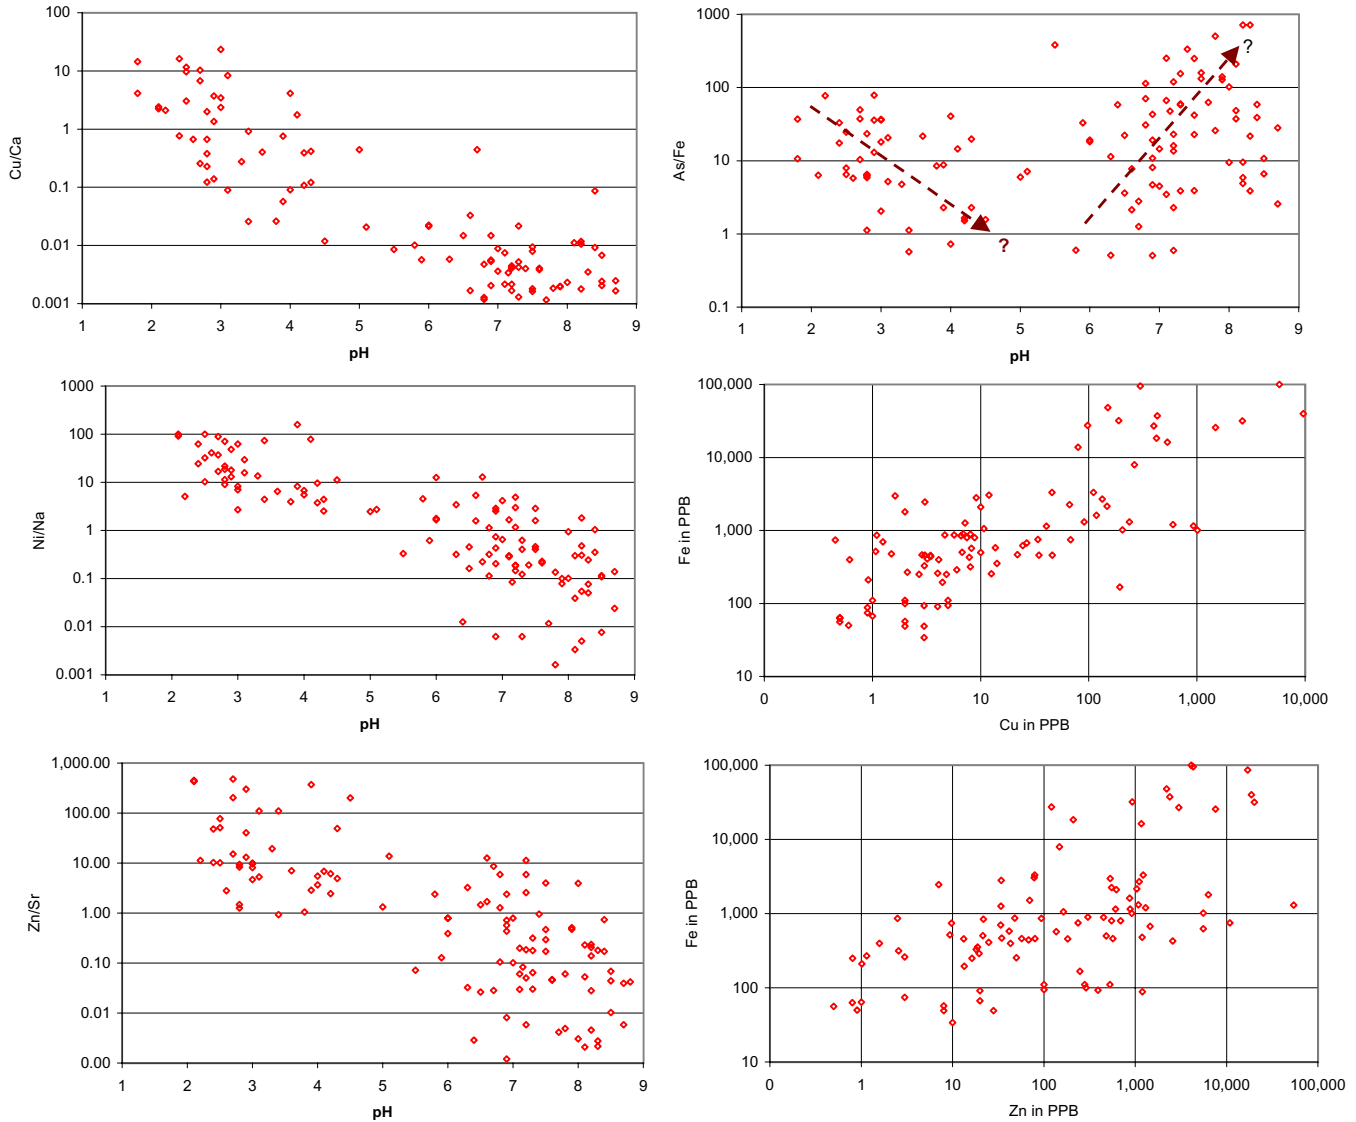 Cu/Ca
100
10
1
0.1
0.01
0.001
1 2 3 4 5 6 7 8 9
pH
As/Fe
1000
100
10
1
0.1
?
?
1 2 3 4 5 6 7 8 9
pH
Ni/Na
1000
100
10
1
0.1
0.01
0.001
1 2 3 4 5 6 7 8 9
pH
Fe in PPB
100,000
10,000
1,000
100
10
0 1 10 100 1,000 10,000
Cu in PPB
Zn/Sr
1,000.00
100.00
10.00
1.00
0.10
0.01
0.00
1 2 3 4 5 6 7 8 9
pH
Fe in PPB
100,000
10,000
1,000
100
10
0 1 10 100 1,000 10,000 100,000
Zn in PPB